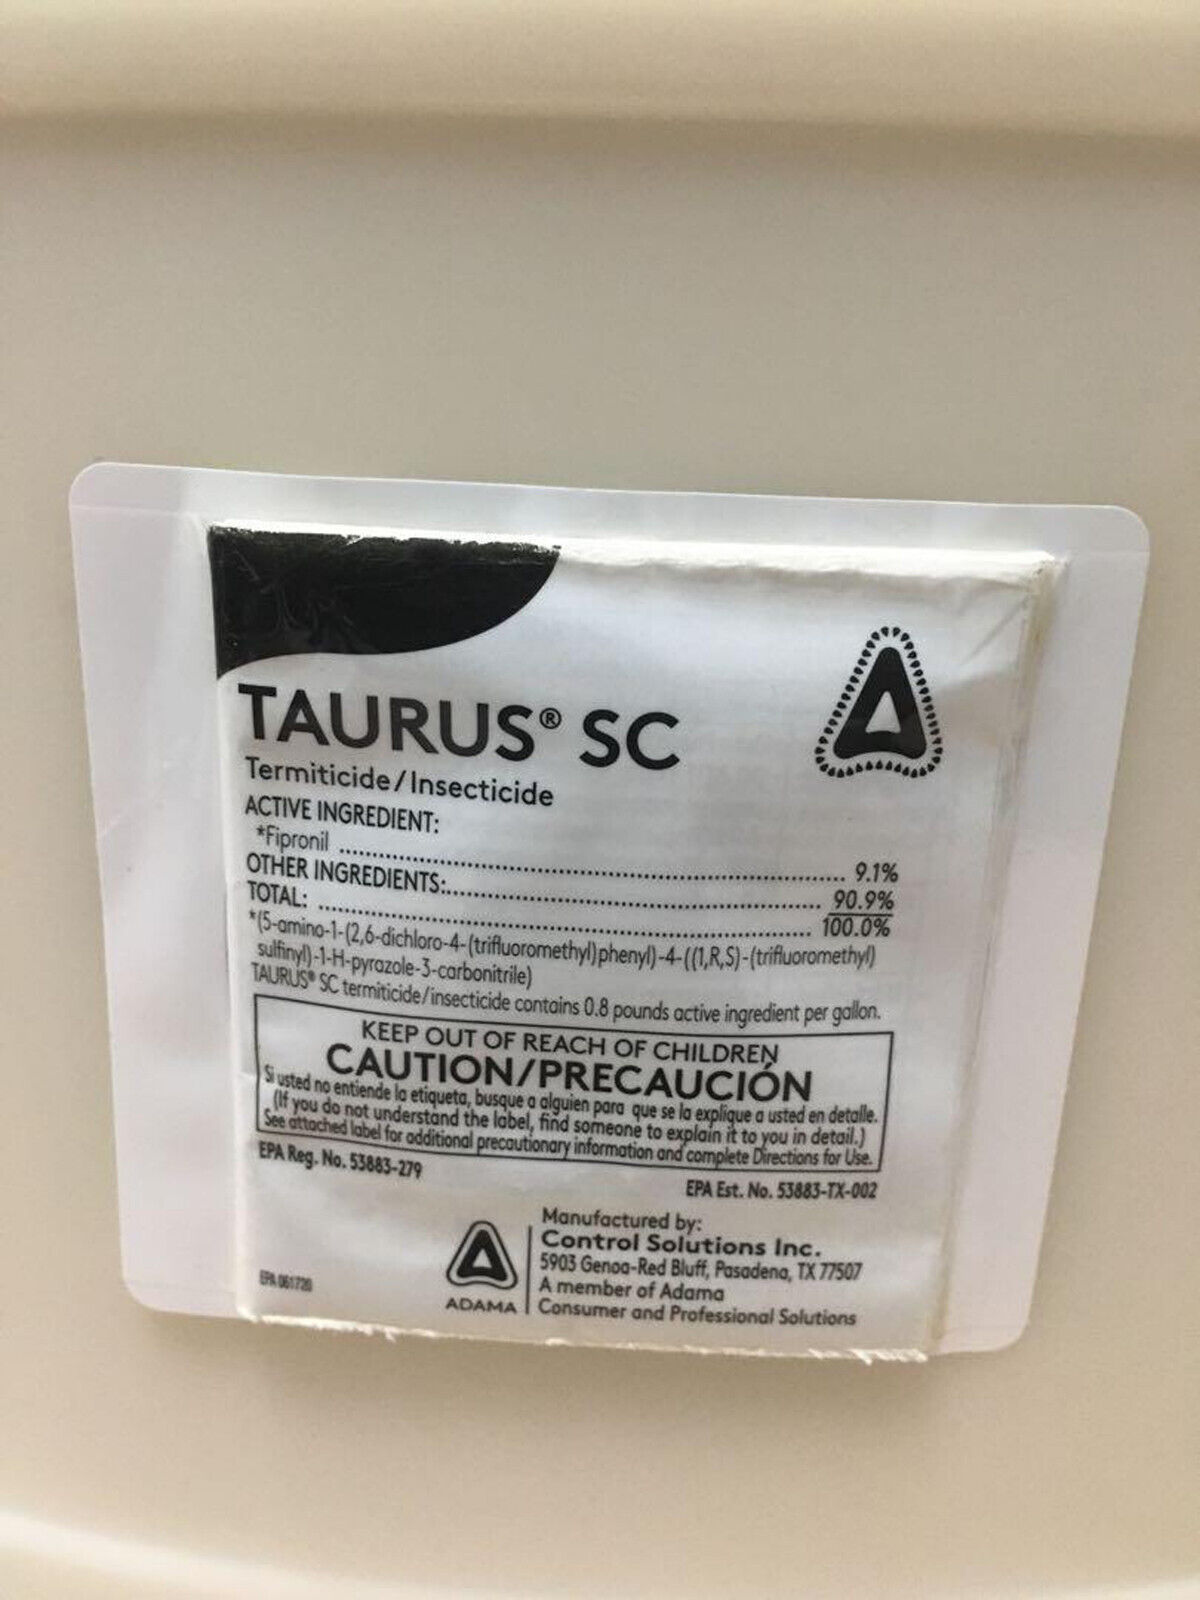 TAURUS® SC
Termiticide/Insecticide
ACTIVE INGREDIENT:
*Fipronil .......... 9.1%
OTHER INGREDIENTS:.......... 90.9%
TOTAL: .......... 100.0%
*(5-amino-1-(2,6-dichloro-4-(trifluoromethyl)phenyl)-4-((1,R,S)-(trifluoromethyl)
sulfinyl)-1-H-pyrazole-3-carbonitrile)
TAURUS® SC termiticide/insecticide contains 0.8 pounds active ingredient per gallon.
KEEP OUT OF REACH OF CHILDREN
CAUTION/PRECAUCIÓN
Si usted no entiende la etiqueta, busque a alguien para que se la explique a usted en detalle.
(If you do not understand the label, find someone to explain it to you in detail.)
See attached label for additional precautionary information and complete Directions for Use.
EPA Reg. No. 53883-279
EPA Est. No. 53883-TX-002
Manufactured by:
Control Solutions Inc.
5903 Genoa-Red Bluff, Pasadena, TX 77507
A member of Adama
Consumer and Professional Solutions
ADAMA
EPA 061720